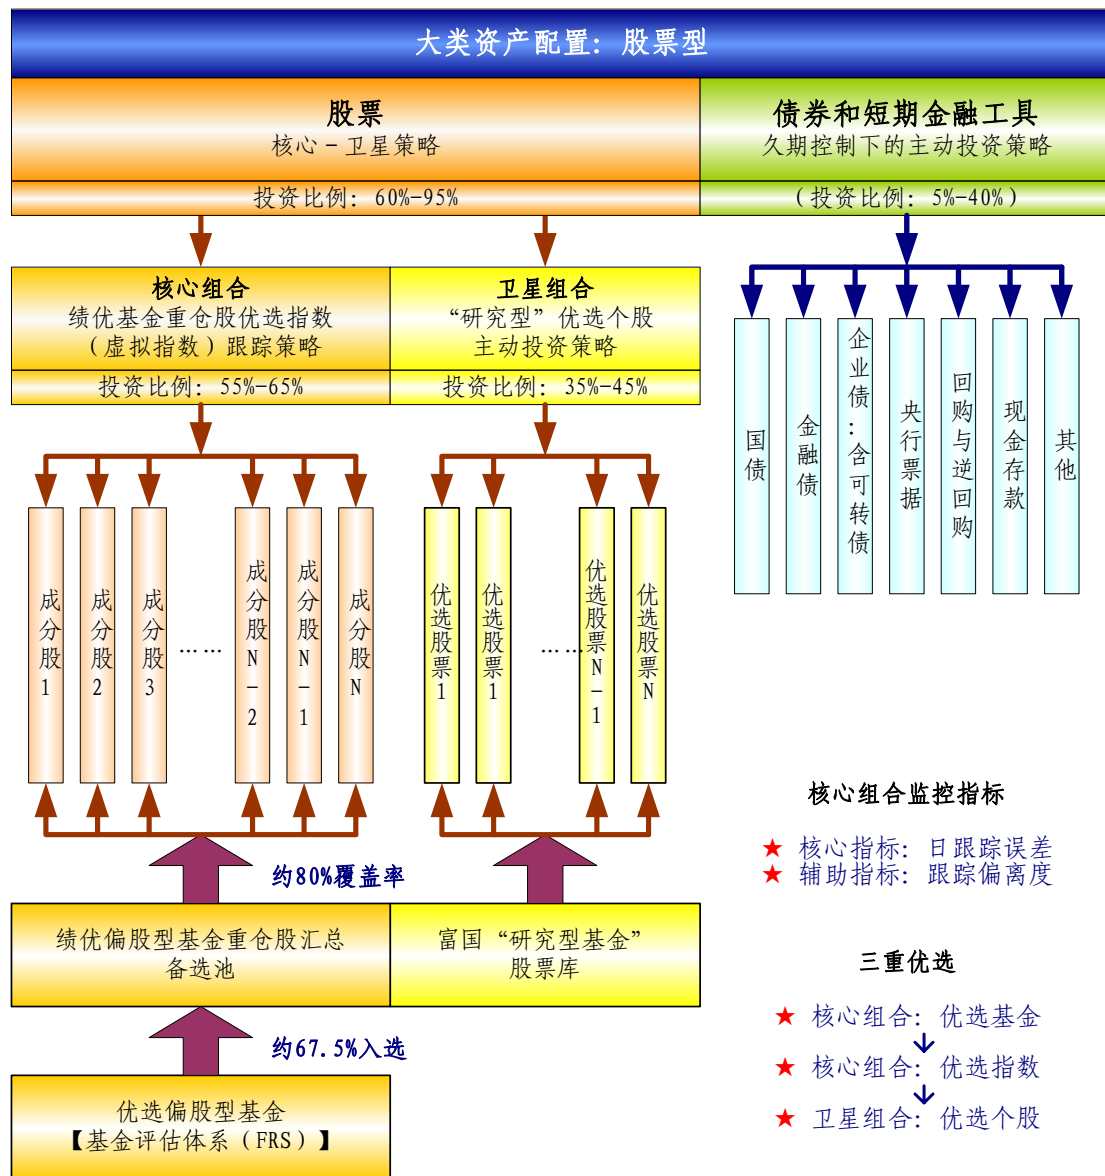 大类资产配置：股票型
股票
核心－卫星策略
投资比例：60%-95%
债券和短期金融工具
久期控制下的主动投资策略
（投资比例：5%-40%）
核心组合
绩优基金重仓股优选指数
（虚拟指数）跟踪策略
投资比例：55%-65%
卫星组合
“研究型”优选个股
主动投资策略
投资比例：35%-45%
国债
金融债
企业债：含可转债
央行票据
回购与逆回购
现金存款
其他
成分股1
成分股2
成分股3
……
成分股N-2
成分股N-1
成分股N
优选股票1
优选股票1
……
优选股票N-1
优选股票N
约80%覆盖率
绩优偏股型基金重仓股汇总
备选池
富国“研究型基金”
股票库
约67.5%入选
优选偏股型基金
【基金评估体系（FRS）】
核心组合监控指标
★ 核心指标：日跟踪误差
★ 辅助指标：跟踪偏离度
三重优选
★ 核心组合：优选基金
★ 核心组合：优选指数
★ 卫星组合：优选个股